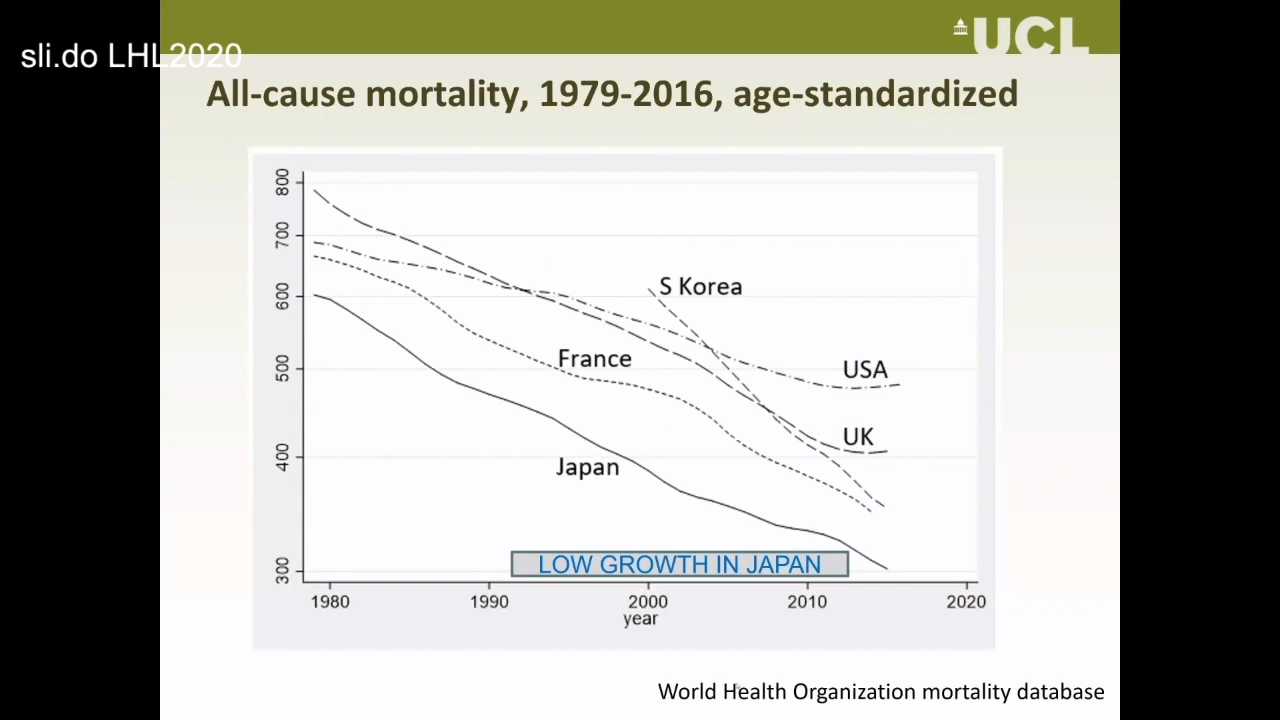 UCL
sli.do LHL2020
All-cause mortality, 1979-2016, age-standardized
800
700
600
500
400
300
S Korea
France
USA
UK
Japan
LOW GROWTH IN JAPAN
1980 1990 2000 2010 2020
year
World Health Organization mortality database